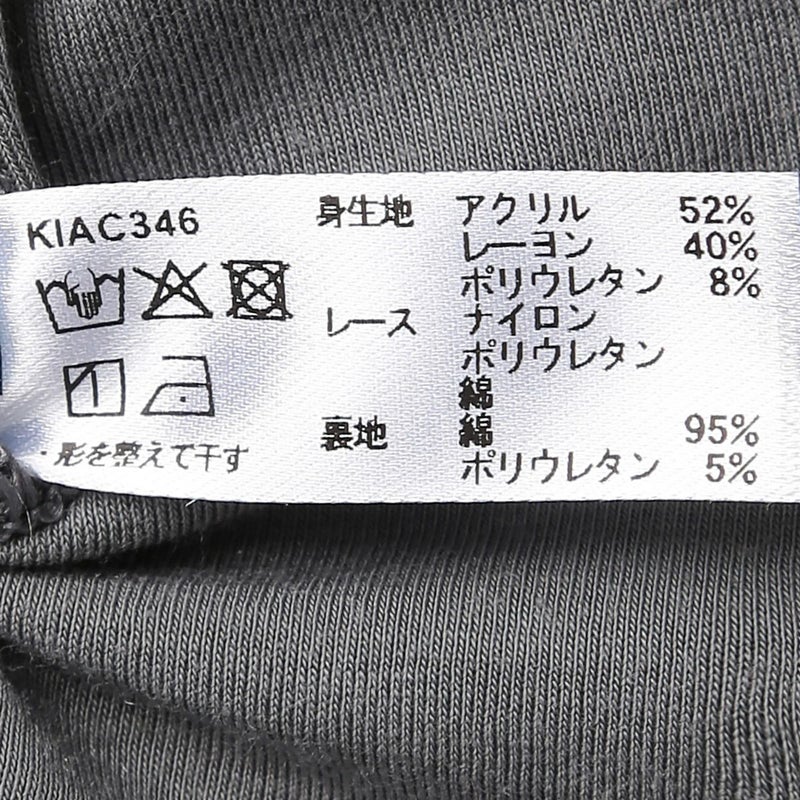 KIAC346
・形を整えて干す
身生地 アクリル 52%
レーヨン 40%
ポリウレタン 8%
レース ナイロン
ポリウレタン
綿
裏地 綿 95%
ポリウレタン 5%